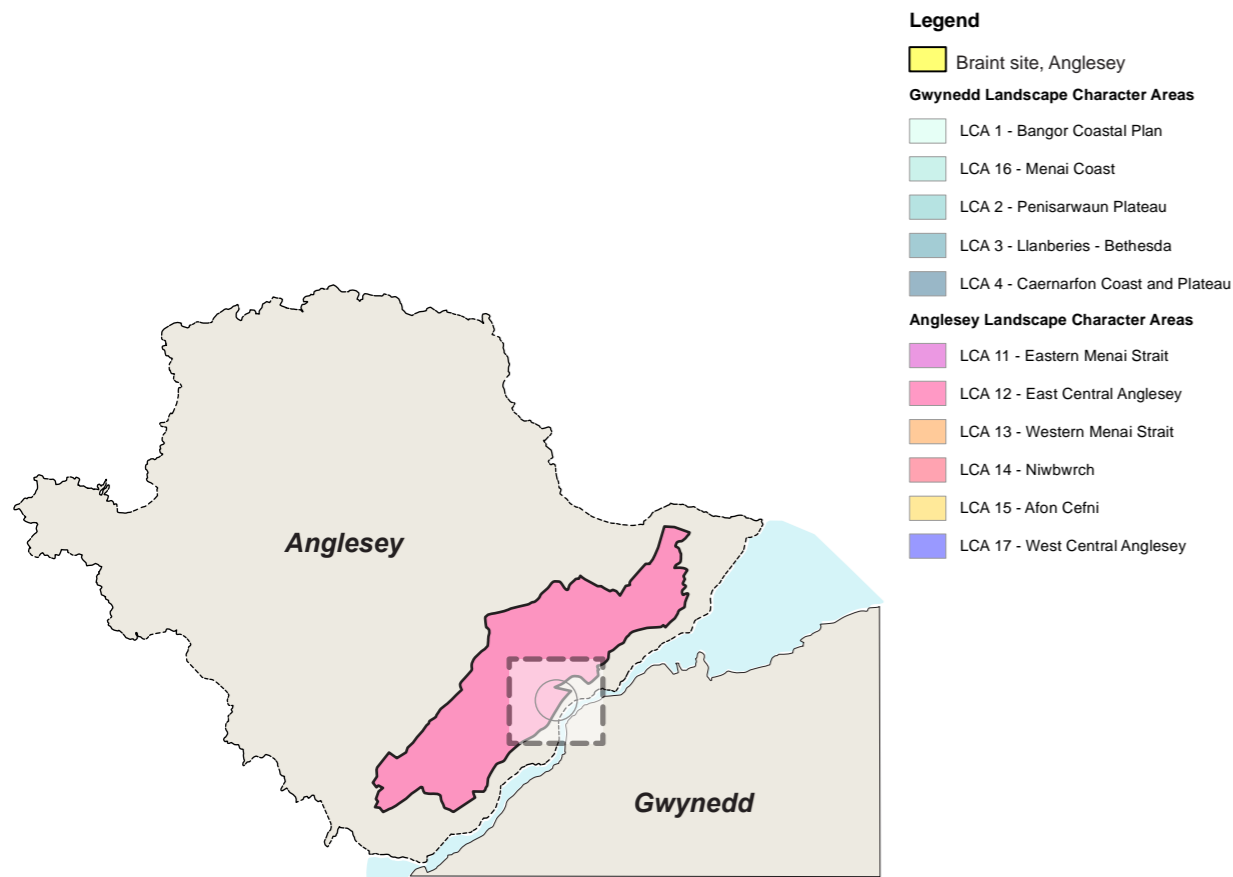 Legend
Braint site, Anglesey
Gwynedd Landscape Character Areas
LCA 1 - Bangor Coastal Plan
LCA 16 - Menai Coast
LCA 2 - Penisarwaun Plateau
LCA 3 - Llanberies - Bethesda
LCA 4 - Caernarfon Coast and Plateau
Anglesey Landscape Character Areas
LCA 11 - Eastern Menai Strait
LCA 12 - East Central Anglesey
LCA 13 - Western Menai Strait
LCA 14 - Niwbwrch
LCA 15 - Afon Cefni
LCA 17 - West Central Anglesey
Anglesey
Gwynedd